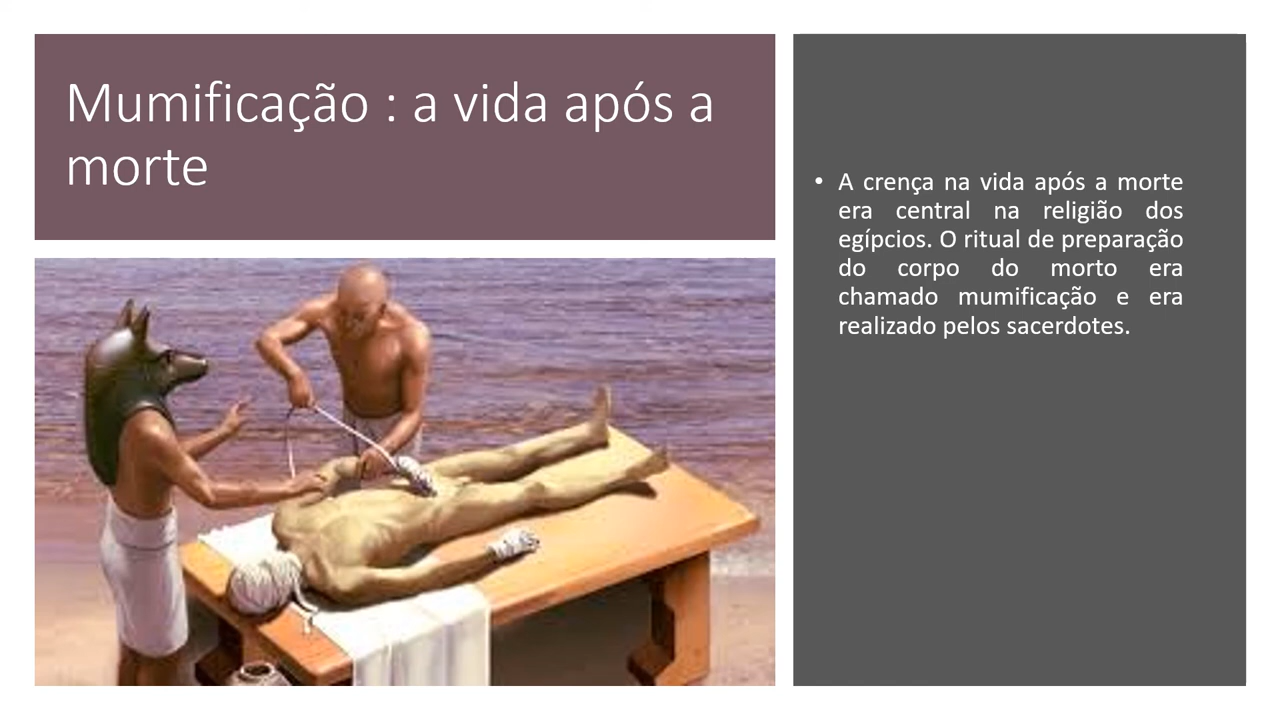 Mumificação : a vida após a
morte
• A crença na vida após a morte
era central na religião dos
egípcios. O ritual de preparação
do corpo do morto era
chamado mumificação e era
realizado pelos sacerdotes.